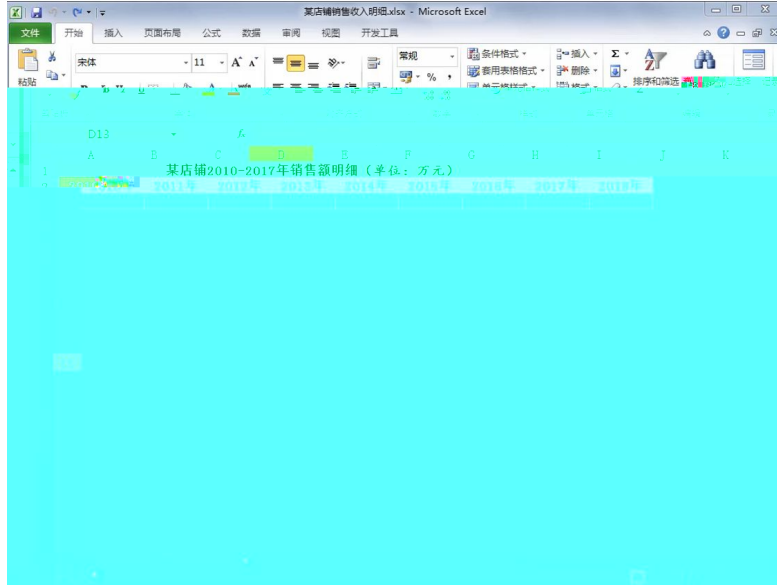 某店铺销售收入明细.xlsx - Microsoft Excel
文件 开始 插入 页面布局 公式 数据 审阅 视图 开发工具
宋体 11 A A 常规 条件格式 插入 Σ
粘贴 % , 套用表格格式 删除 排序和筛选
D13 fx
A B C D E F G H I J K
1 某店铺2010-2017年销售额明细（单位：万元）
2 2011年 2012年 2013年 2014年 2015年 2016年 2017年 2018年